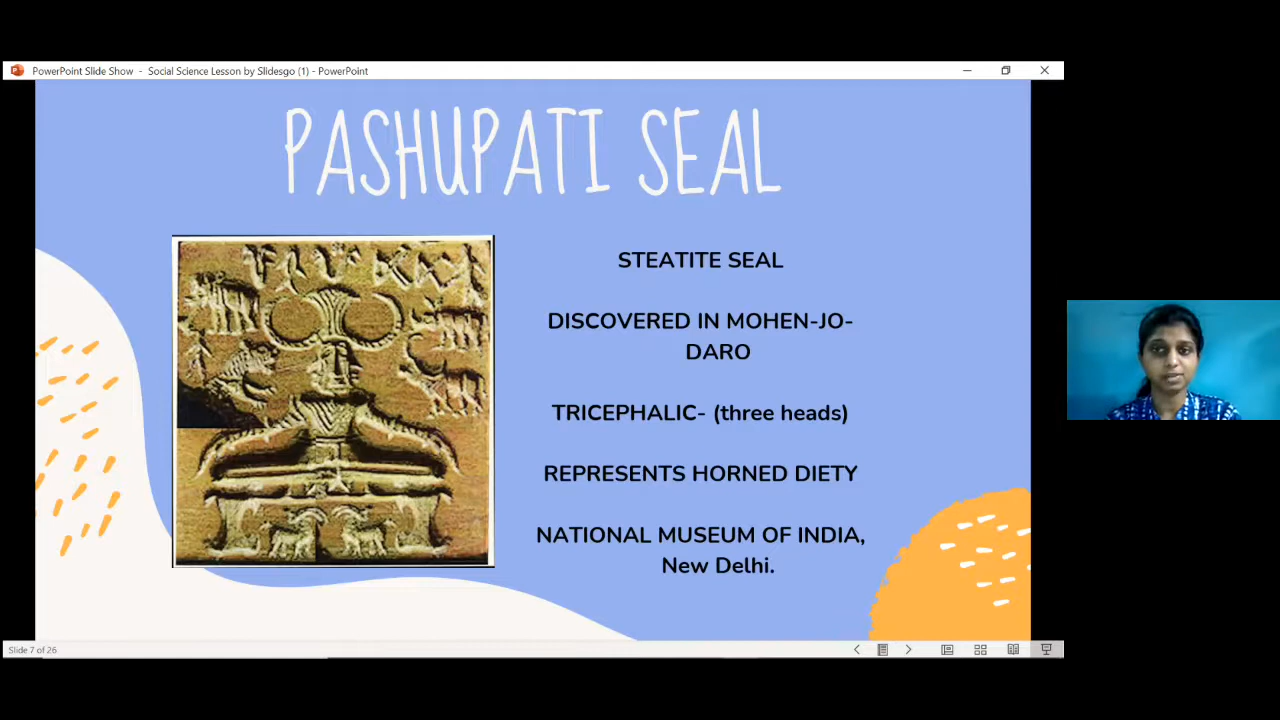 PowerPoint Slide Show - Social Science Lesson by Slidesgo (1) - PowerPoint
PASHUPATI SEAL
STEATITE SEAL
DISCOVERED IN MOHEN-JO-
DARO
TRICEPHALIC- (three heads)
REPRESENTS HORNED DIETY
NATIONAL MUSEUM OF INDIA,
New Delhi.
Slide 7 of 26